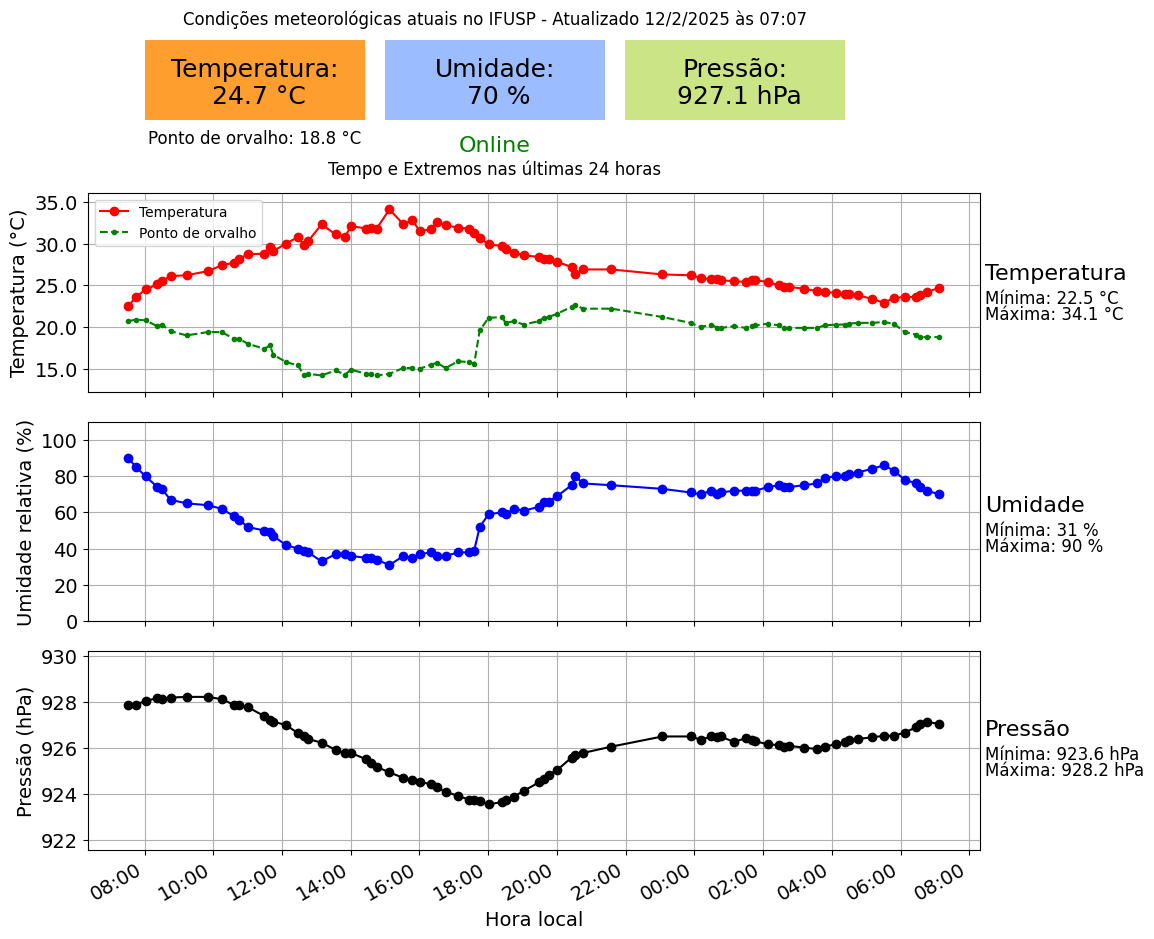 Condições meteorológicas atuais no IFUSP - Atualizado 12/2/2025 às 07:07
Temperatura:
24.7 °C
Umidade:
70 %
Pressão:
927.1 hPa
Ponto de orvalho: 18.8 °C
Online
Tempo e Extremos nas últimas 24 horas
Temperatura (°C)
35.0
30.0
25.0
20.0
15.0
Temperatura
Ponto de orvalho
Temperatura
Mínima: 22.5 °C
Máxima: 34.1 °C
Umidade relativa (%)
100
80
60
40
20
0
Umidade
Mínima: 31 %
Máxima: 90 %
Pressão (hPa)
930
928
926
924
922
Pressão
Mínima: 923.6 hPa
Máxima: 928.2 hPa
08:00 10:00 12:00 14:00 16:00 18:00 20:00 22:00 00:00 02:00 04:00 06:00 08:00
Hora local